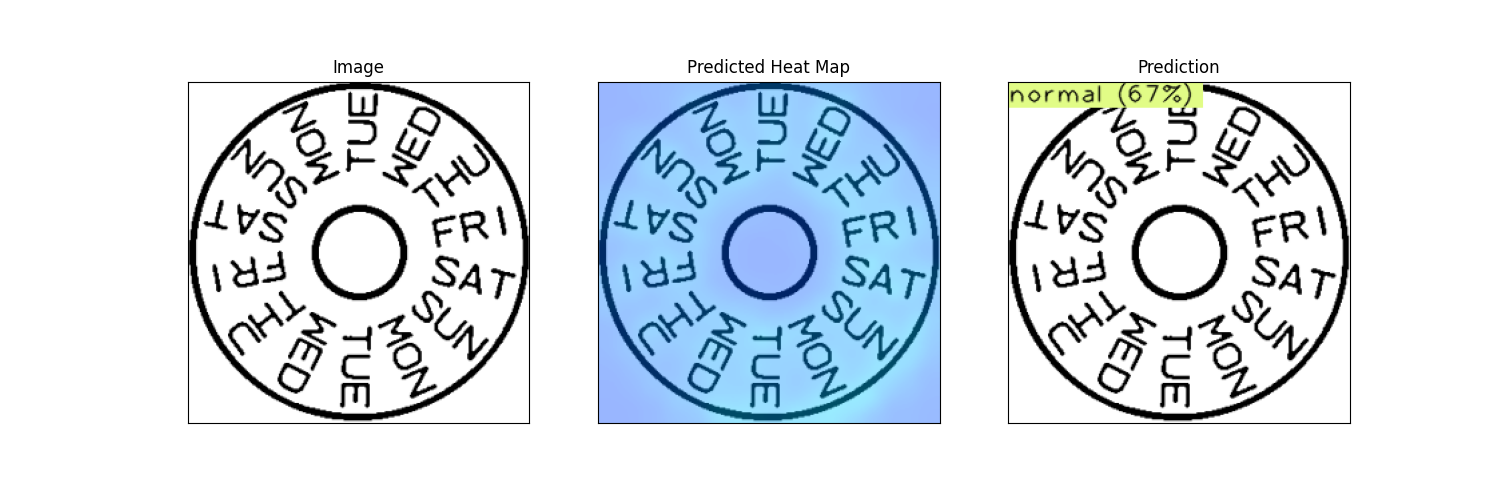 Image
TUE
WED
THU
FRI
SAT
SUN
MON
TUE
WED
THU
FRI
SAT
SUN
MON
Predicted Heat Map
TUE
WED
THU
FRI
SAT
SUN
MON
TUE
WED
THU
FRI
SAT
SUN
MON
Prediction
normal (67%)
TUE
WED
THU
FRI
SAT
SUN
MON
TUE
WED
THU
FRI
SAT
SUN
MON